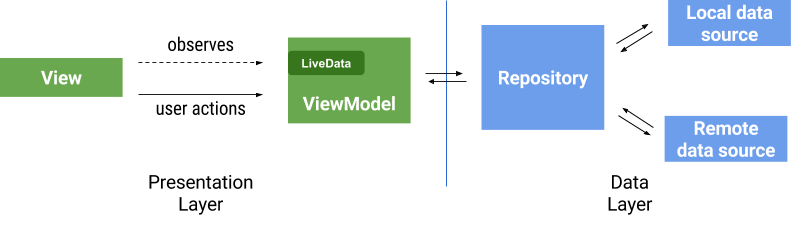 observes
View
user actions
LiveData
ViewModel
Repository
Local data
source
Remote
data source
Presentation
Layer
Data
Layer